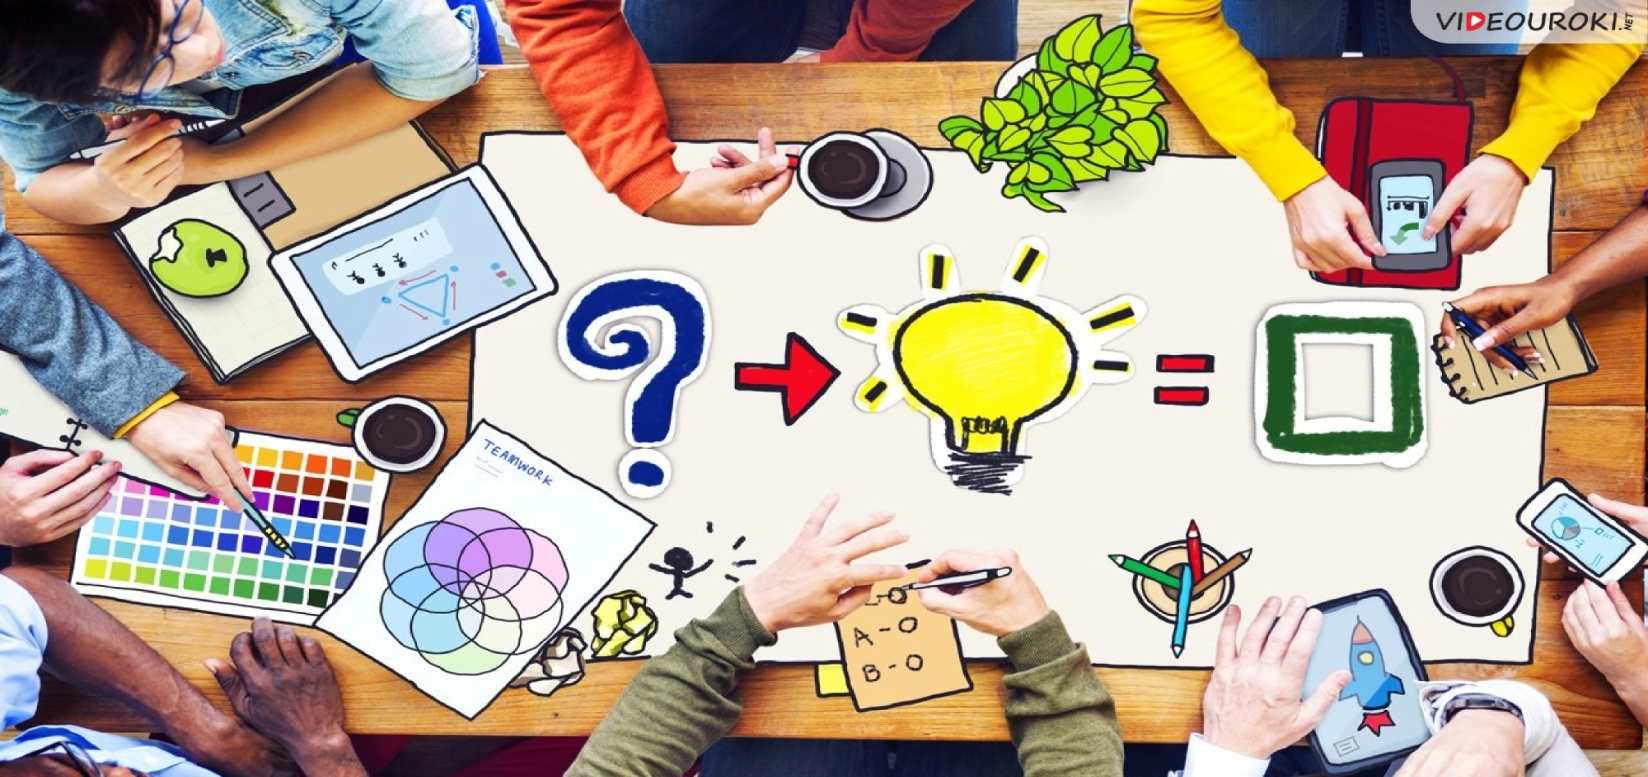 VIDEOUROKI.NET
TEAMWORK
A - O
B - O